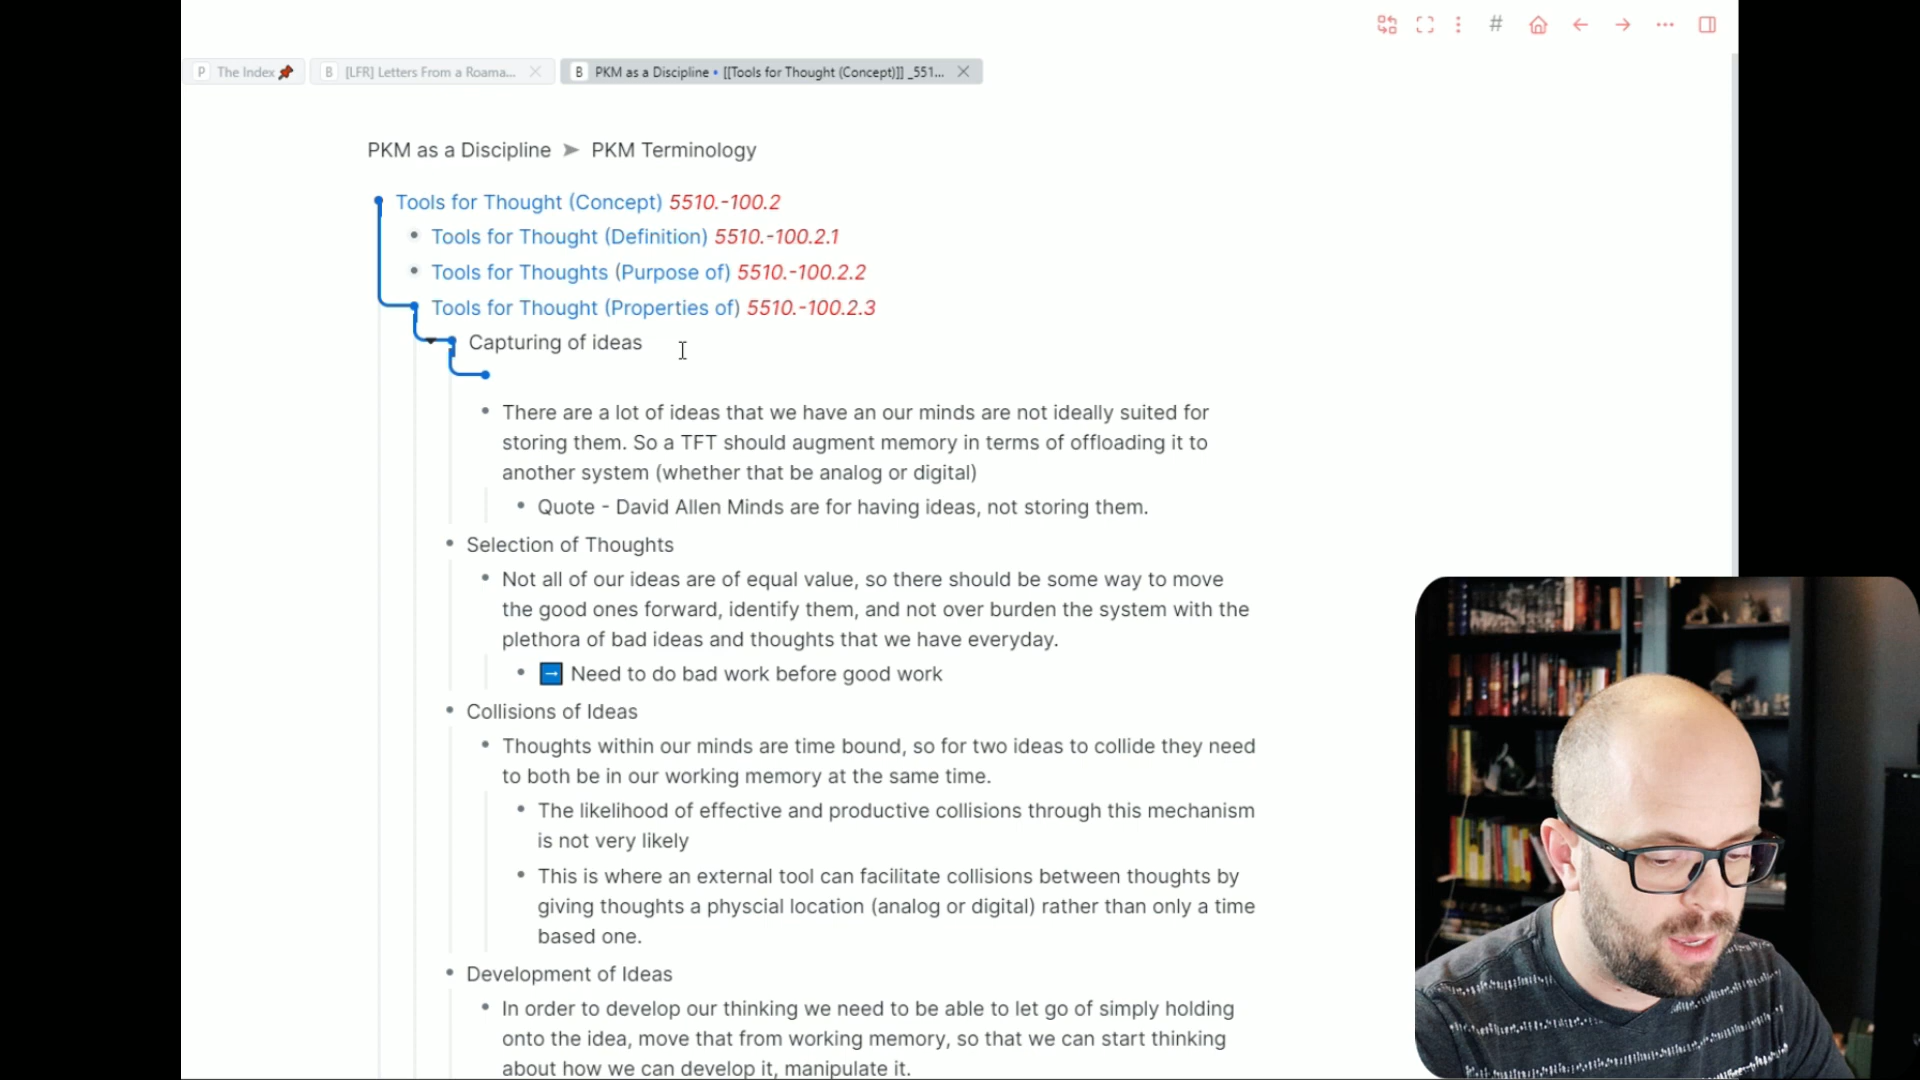 P The Index 📌
B [LFR] Letters From a Roama...
B PKM as a Discipline • [[Tools for Thought (Concept)]] _551...
PKM as a Discipline ➤ PKM Terminology
Tools for Thought (Concept) 5510.-100.2
• Tools for Thought (Definition) 5510.-100.2.1
• Tools for Thoughts (Purpose of) 5510.-100.2.2
Tools for Thought (Properties of) 5510.-100.2.3
Capturing of ideas
• There are a lot of ideas that we have an our minds are not ideally suited for
storing them. So a TFT should augment memory in terms of offloading it to
another system (whether that be analog or digital)
• Quote - David Allen Minds are for having ideas, not storing them.
• Selection of Thoughts
• Not all of our ideas are of equal value, so there should be some way to move
the good ones forward, identify them, and not over burden the system with the
plethora of bad ideas and thoughts that we have everyday.
• ➡ Need to do bad work before good work
• Collisions of Ideas
• Thoughts within our minds are time bound, so for two ideas to collide they need
to both be in our working memory at the same time.
• The likelihood of effective and productive collisions through this mechanism
is not very likely
• This is where an external tool can facilitate collisions between thoughts by
giving thoughts a physcial location (analog or digital) rather than only a time
based one.
• Development of Ideas
• In order to develop our thinking we need to be able to let go of simply holding
onto the idea, move that from working memory, so that we can start thinking
about how we can develop it, manipulate it.